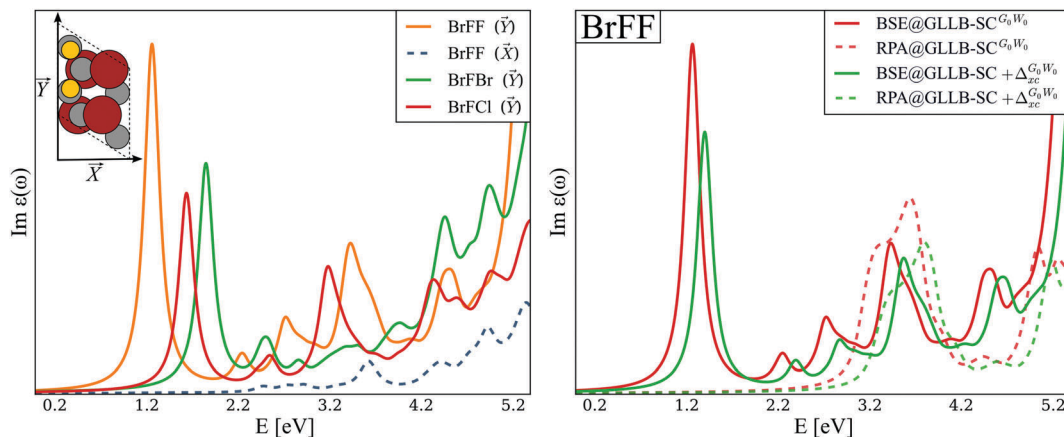 BrFF (Y⃗)
BrFF (X⃗)
BrFBr (Y⃗)
BrFCl (Y⃗)
Y⃗
X⃗
Im ε(ω)
0.2 1.2 2.2 3.2 4.2 5.2
E [eV]
BrFF
BSE@GLLB-SC^{G₀W₀}
RPA@GLLB-SC^{G₀W₀}
BSE@GLLB-SC + Δ_{xc}^{G₀W₀}
RPA@GLLB-SC + Δ_{xc}^{G₀W₀}
Im ε(ω)
0.2 1.2 2.2 3.2 4.2 5.2
E [eV]